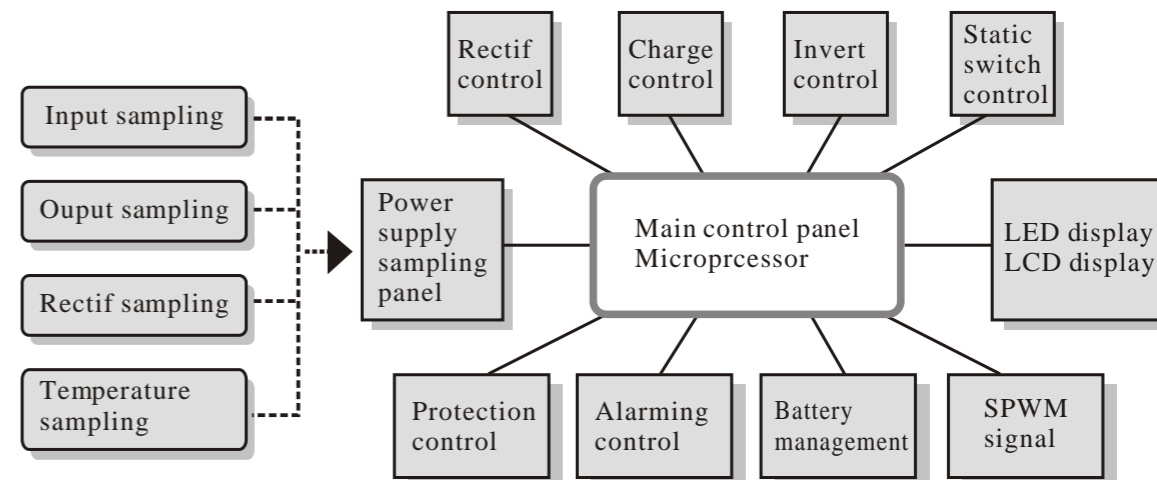 Input sampling
Ouput sampling
Rectif sampling
Temperature
sampling
Power
supply
sampling
panel
Rectif
control
Charge
control
Invert
control
Static
switch
control
Main control panel
Microprcessor
LED display
LCD display
Protection
control
Alarming
control
Battery
management
SPWM
signal